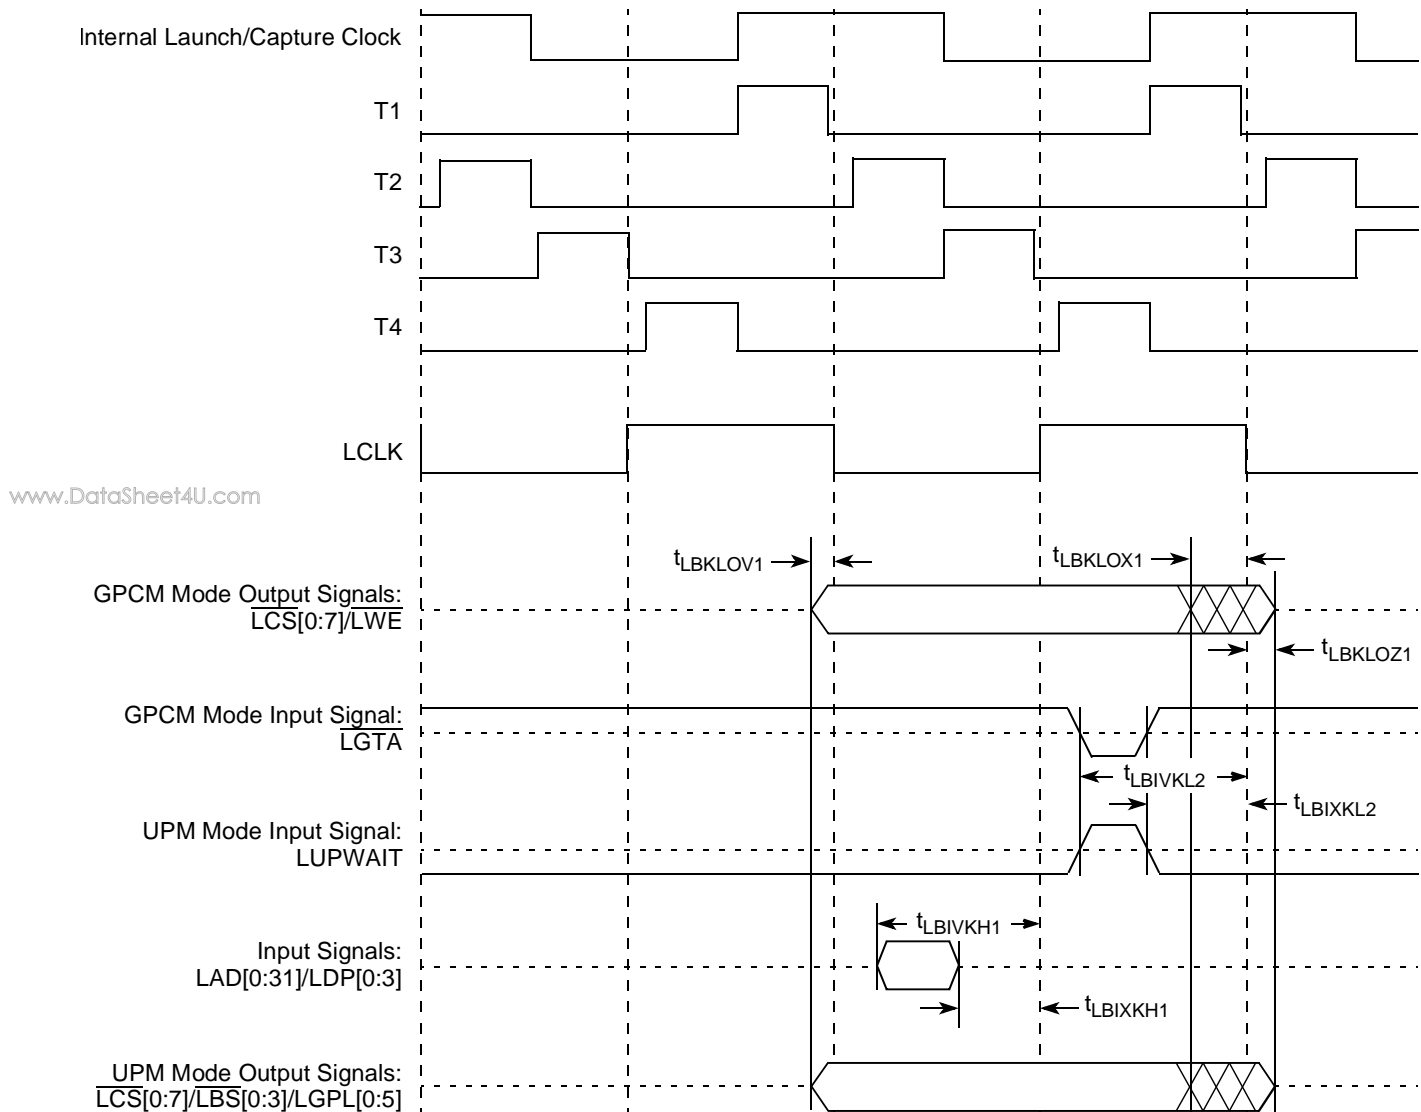 Internal Launch/Capture Clock
T1
T2
T3
T4
LCLK
www.DataSheet4U.com
tLBKLOV1
tLBKLOX1
GPCM Mode Output Signals:
LCS[0:7]/LWE
tLBKLOZ1
GPCM Mode Input Signal:
LGTA
tLBIVKL2
tLBIXKL2
UPM Mode Input Signal:
LUPWAIT
tLBIVKH1
Input Signals:
LAD[0:31]/LDP[0:3]
tLBIXKH1
UPM Mode Output Signals:
LCS[0:7]/LBS[0:3]/LGPL[0:5]